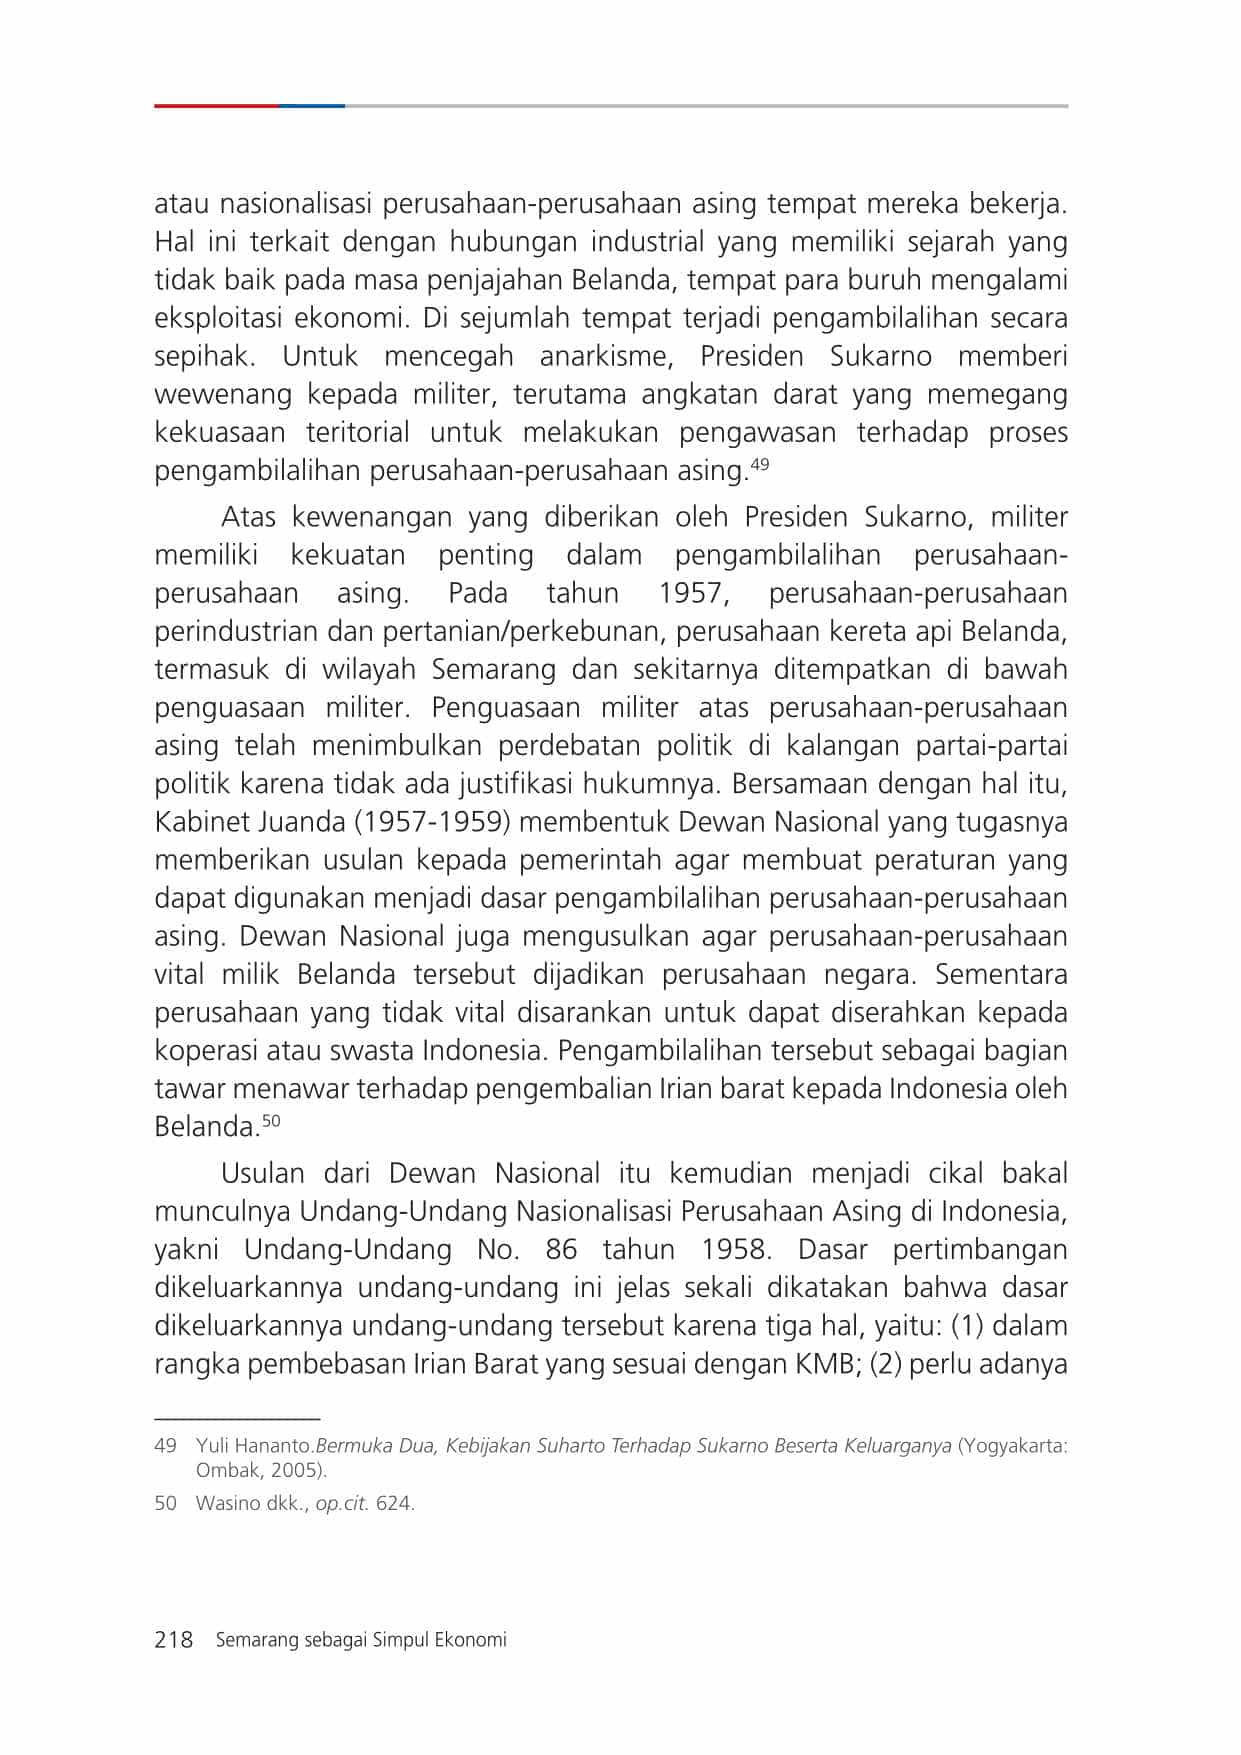 atau nasionalisasi perusahaan-perusahaan asing tempat mereka bekerja.
Hal ini terkait dengan hubungan industrial yang memiliki sejarah yang
tidak baik pada masa penjajahan Belanda, tempat para buruh mengalami
eksploitasi ekonomi. Di sejumlah tempat terjadi pengambilalihan secara
sepihak. Untuk mencegah anarkisme, Presiden Sukarno memberi
wewenang kepada militer, terutama angkatan darat yang memegang
kekuasaan teritorial untuk melakukan pengawasan terhadap proses
pengambilalihan perusahaan-perusahaan asing.49
Atas kewenangan yang diberikan oleh Presiden Sukarno, militer
memiliki kekuatan penting dalam pengambilalihan perusahaan-
perusahaan asing. Pada tahun 1957, perusahaan-perusahaan
perindustrian dan pertanian/perkebunan, perusahaan kereta api Belanda,
termasuk di wilayah Semarang dan sekitarnya ditempatkan di bawah
penguasaan militer. Penguasaan militer atas perusahaan-perusahaan
asing telah menimbulkan perdebatan politik di kalangan partai-partai
politik karena tidak ada justifikasi hukumnya. Bersamaan dengan hal itu,
Kabinet Juanda (1957-1959) membentuk Dewan Nasional yang tugasnya
memberikan usulan kepada pemerintah agar membuat peraturan yang
dapat digunakan menjadi dasar pengambilalihan perusahaan-perusahaan
asing. Dewan Nasional juga mengusulkan agar perusahaan-perusahaan
vital milik Belanda tersebut dijadikan perusahaan negara. Sementara
perusahaan yang tidak vital disarankan untuk dapat diserahkan kepada
koperasi atau swasta Indonesia. Pengambilalihan tersebut sebagai bagian
tawar menawar terhadap pengembalian Irian barat kepada Indonesia oleh
Belanda.50
Usulan dari Dewan Nasional itu kemudian menjadi cikal bakal
munculnya Undang-Undang Nasionalisasi Perusahaan Asing di Indonesia,
yakni Undang-Undang No. 86 tahun 1958. Dasar pertimbangan
dikeluarkannya undang-undang ini jelas sekali dikatakan bahwa dasar
dikeluarkannya undang-undang tersebut karena tiga hal, yaitu: (1) dalam
rangka pembebasan Irian Barat yang sesuai dengan KMB; (2) perlu adanya
49 Yuli Hananto.Bermuka Dua, Kebijakan Suharto Terhadap Sukarno Beserta Keluarganya (Yogyakarta:
Ombak, 2005).
50 Wasino dkk., op.cit. 624.
218 Semarang sebagai Simpul Ekonomi